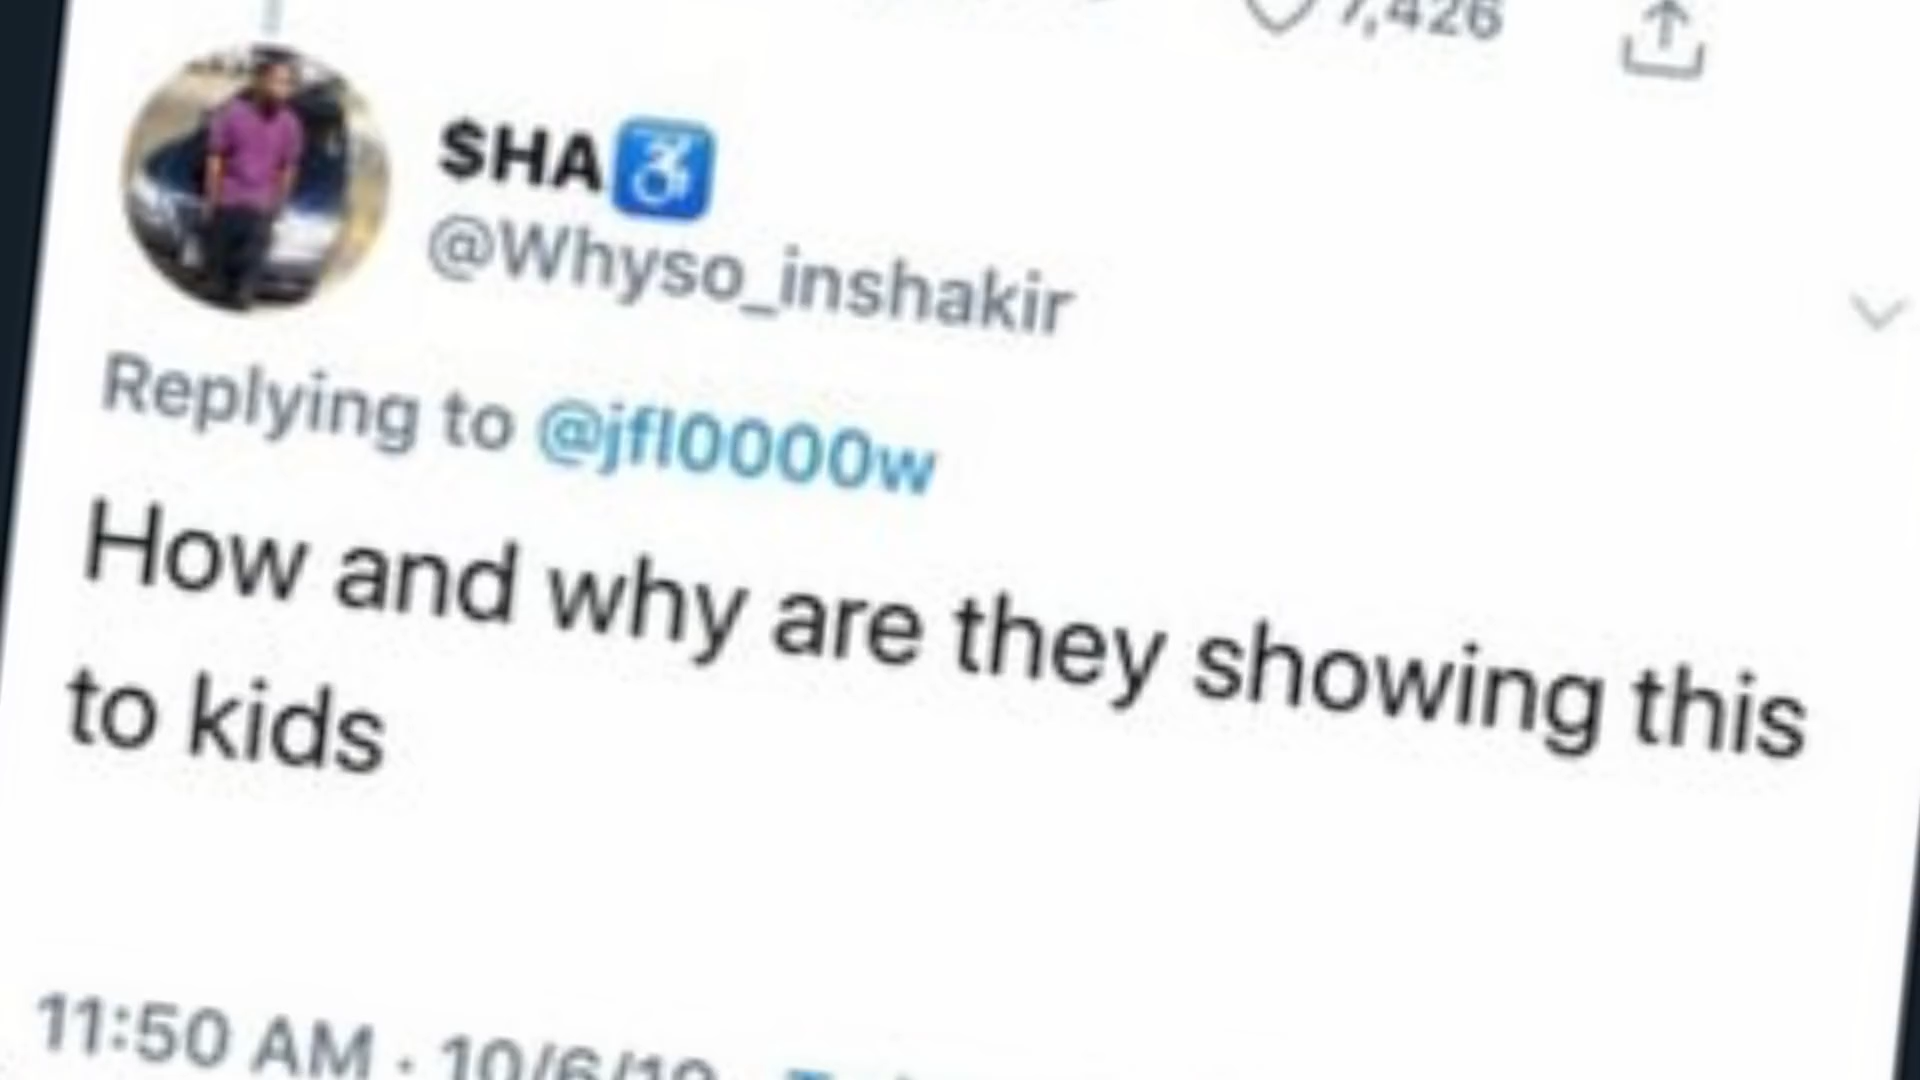 7,426
$HA♿
@Whyso_inshakir
Replying to @jfl0000w
How and why are they showing this
to kids
11:50 AM · 10/6/19